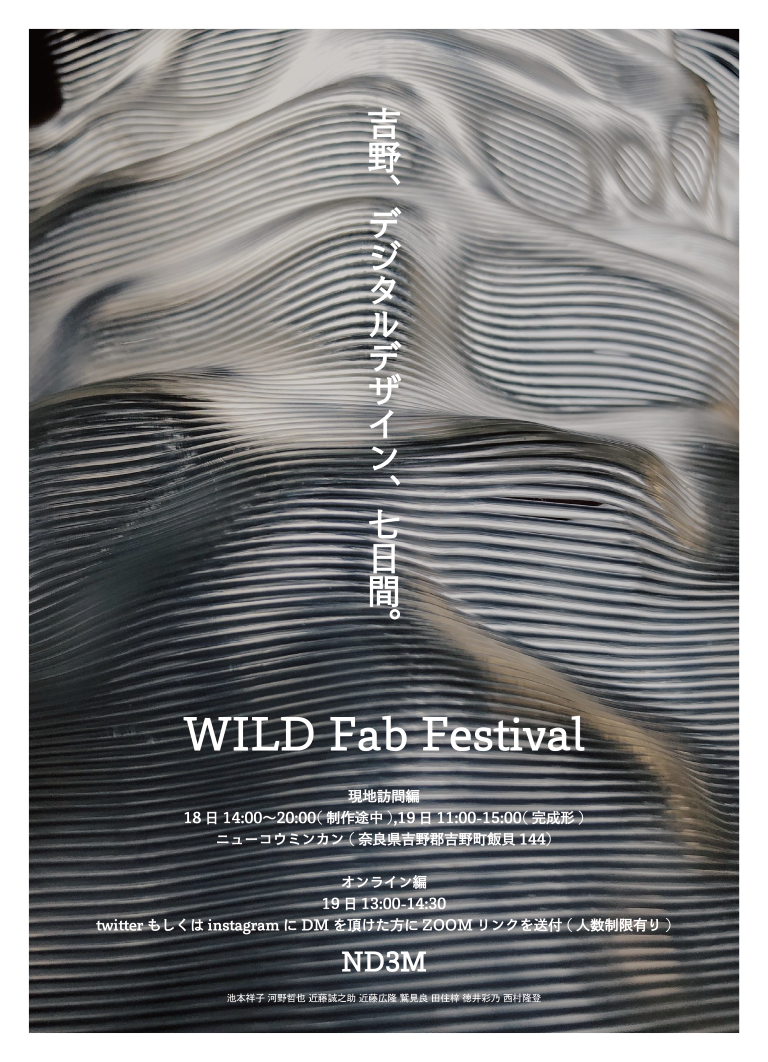 吉野、デジタルデザイン、七日間。
WILD Fab Festival
現地訪問編
18日 14:00～20:00(制作途中),19日 11:00-15:00(完成形)
ニューコウミンカン(奈良県吉野郡吉野町飯貝 144)
オンライン編
19日 13:00-14:30
twitter もしくは instagram に DM を頂けた方に ZOOM リンクを送付(人数制限有り)
ND3M
池本祥子 河野哲也 近藤誠之助 近藤広隆 鷲見良 田住梓 徳井彩乃 西村隆登